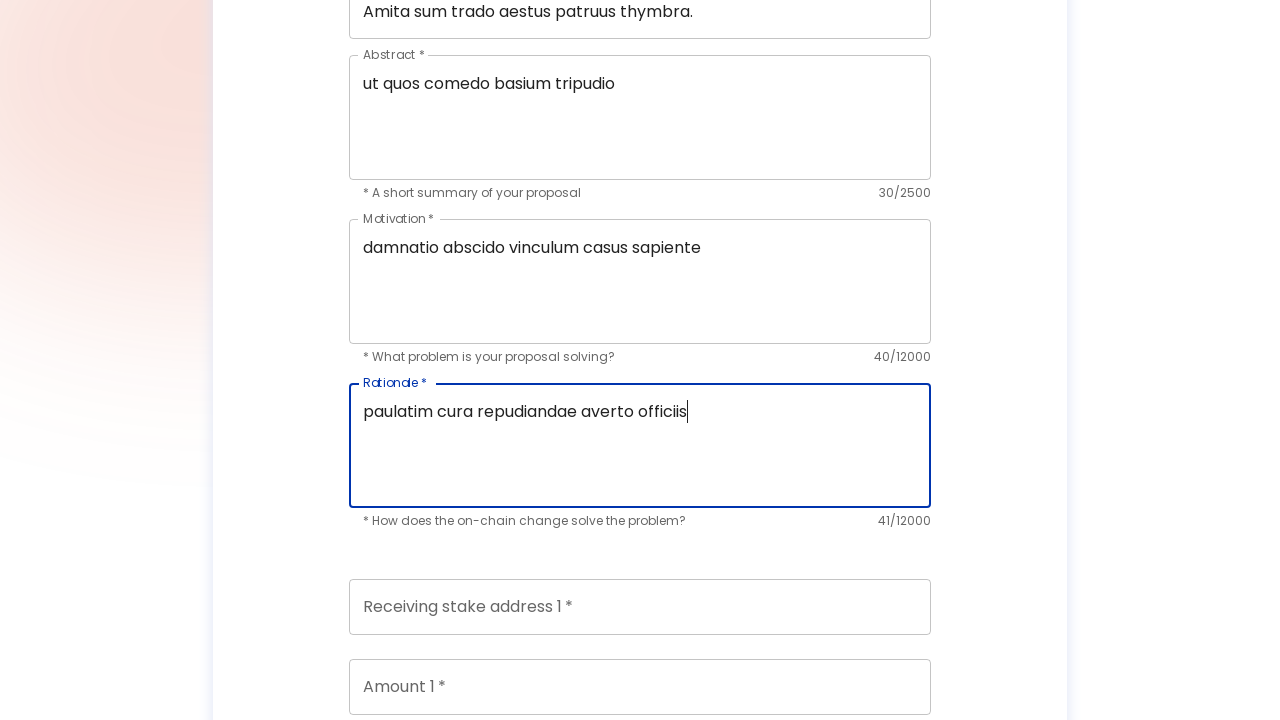 Amita sum trado aestus patruus thymbra.
Abstract *
ut quos comedo basium tripudio
* A short summary of your proposal 30/2500
Motivation *
damnatio abscido vinculum casus sapiente
* What problem is your proposal solving? 40/12000
Rationale *
paulatim cura repudiandae averto officiis
* How does the on-chain change solve the problem? 41/12000
Receiving stake address 1 *
Amount 1 *